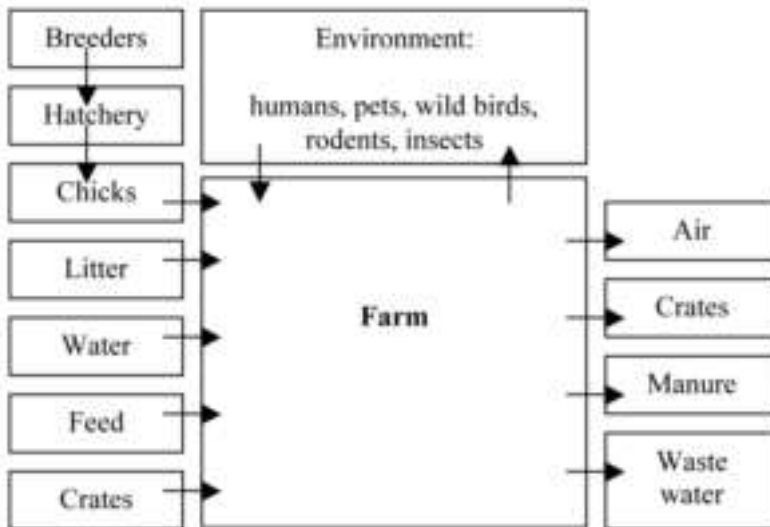 Breeders
Hatchery
Chicks
Litter
Water
Feed
Crates
Environment:
humans, pets, wild birds,
rodents, insects
Farm
Air
Crates
Manure
Waste
water